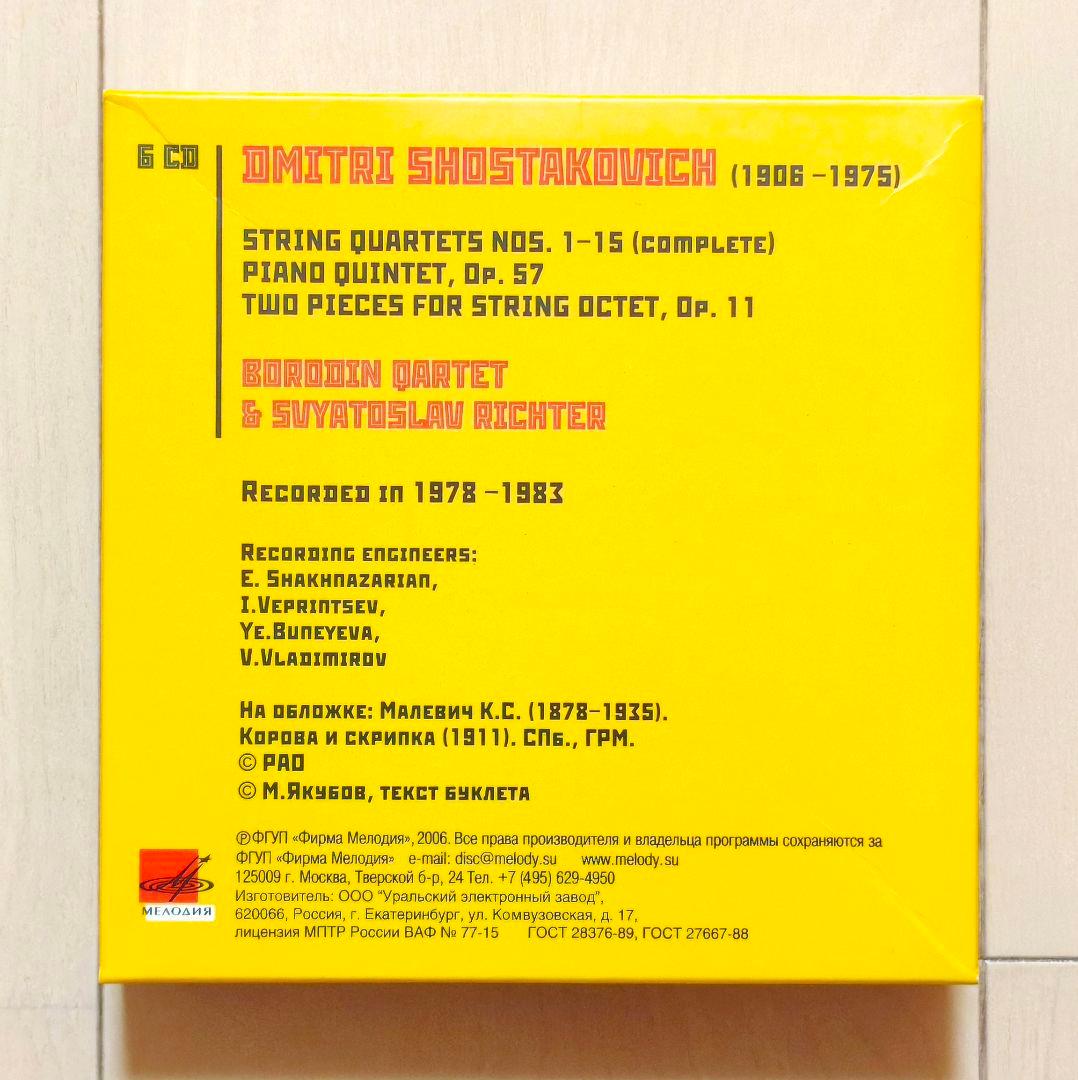 6 CD
DMITRI SHOSTAKOVICH (1906 –1975)
STRING QUARTETS NOS. 1–15 (COMPLETE)
PIANO QUINTET, Op. 57
TWO PIECES FOR STRING OCTET, Op. 11
BORODIN QARTET
& SVYATOSLAV RICHTER
RECORDED IN 1978 –1983
RECORDING ENGINEERS:
E. SHAKHNAZARIAN,
I.VEPRINTSEV,
YE.BUNEYEVA,
V.VLADIMIROV
НА ОБЛОЖКЕ: МАЛЕВИЧ К.С. (1878–1935).
КОРОВА И СКРИПКА (1911). СПб., ГРМ.
© РАО
© М.ЯКУБОВ, ТЕКСТ БУКЛЕТА
℗ФГУП «Фирма Мелодия», 2006. Все права производителя и владельца программы сохраняются за
ФГУП «Фирма Мелодия» e-mail: disc@melody.su www.melody.su
125009 г. Москва, Тверской б-р, 24 Тел. +7 (495) 629-4950
Изготовитель: ООО "Уральский электронный завод",
620066, Россия, г. Екатеринбург, ул. Комвузовская, д. 17,
лицензия МПТР России ВАФ № 77-15 ГОСТ 28376-89, ГОСТ 27667-88
МЕЛОДИЯ